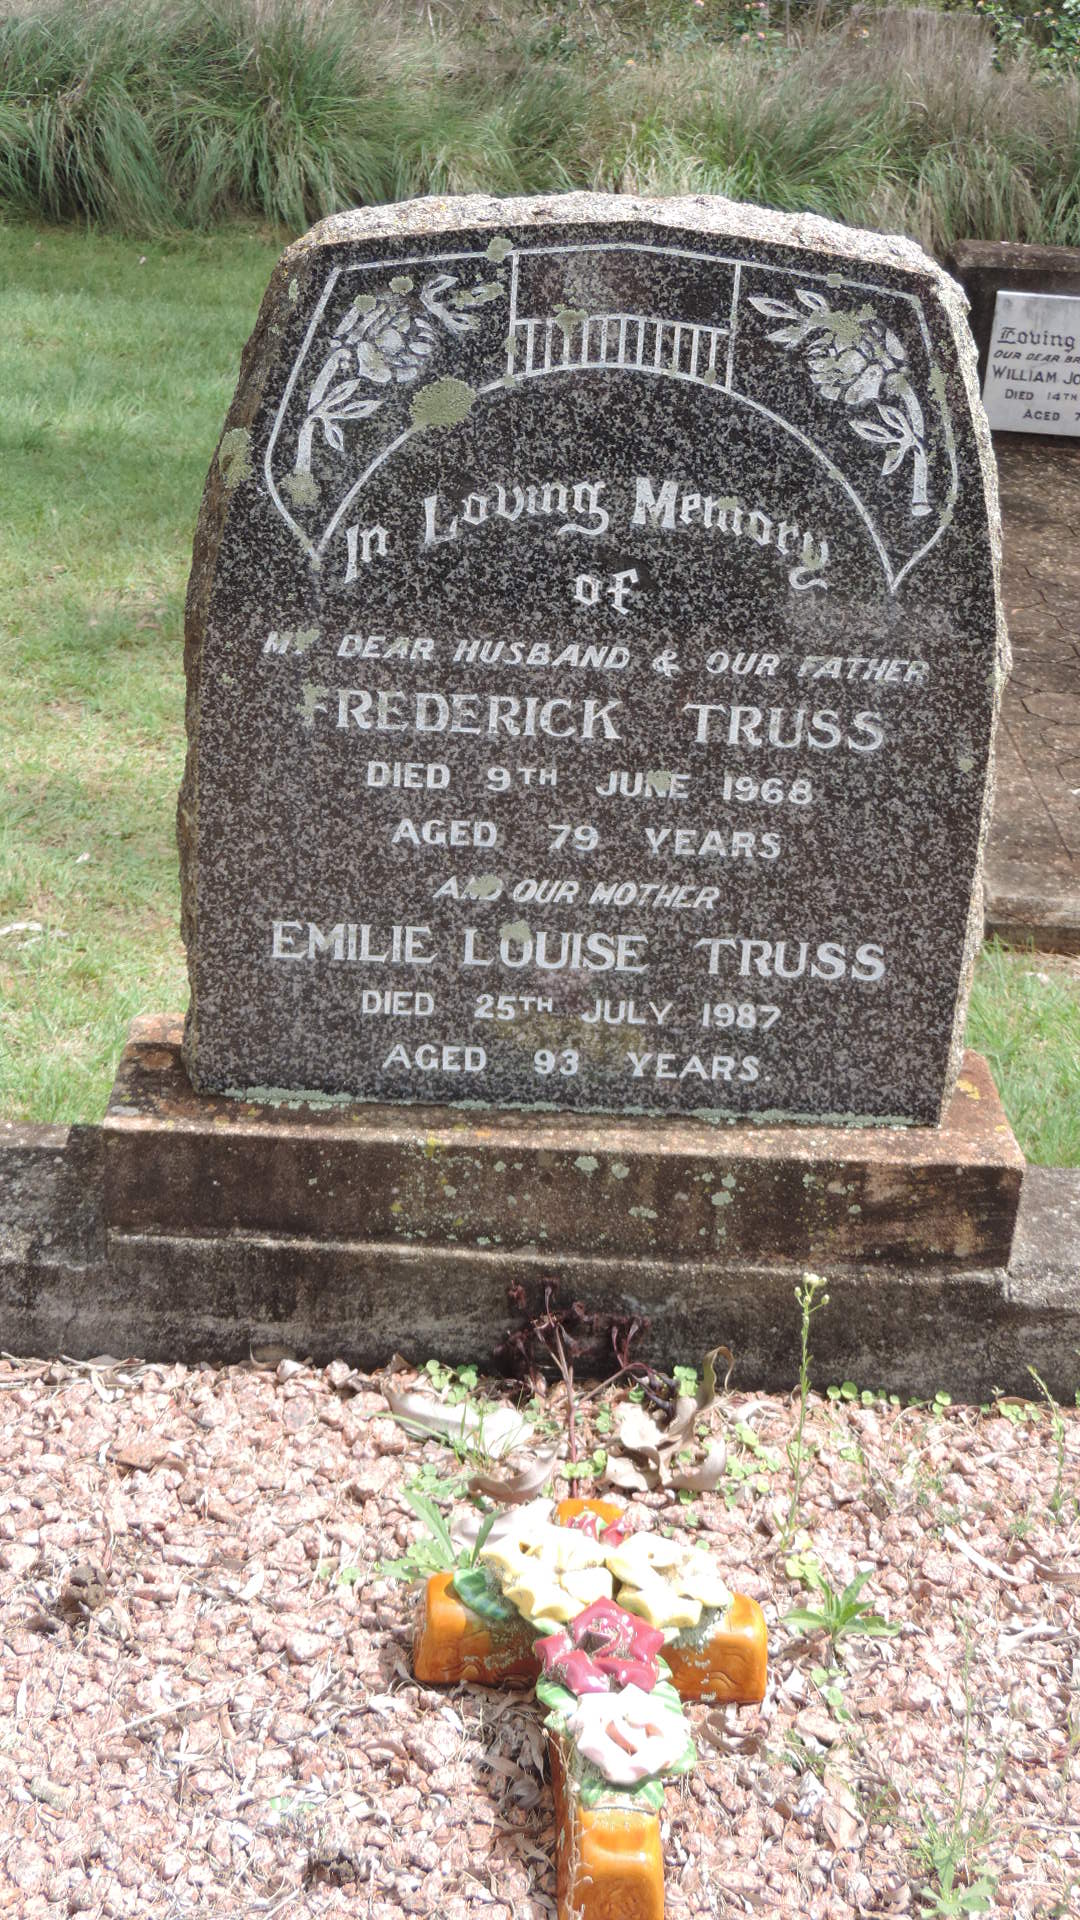 In Loving Memory
of
MY DEAR HUSBAND & OUR FATHER
FREDERICK TRUSS
DIED 9TH JUNE 1968
AGED 79 YEARS
AND OUR MOTHER
EMILIE LOUISE TRUSS
DIED 25TH JULY 1987
AGED 93 YEARS.
Loving
OUR DEAR
WILLIAM
DIED 14TH
AGED